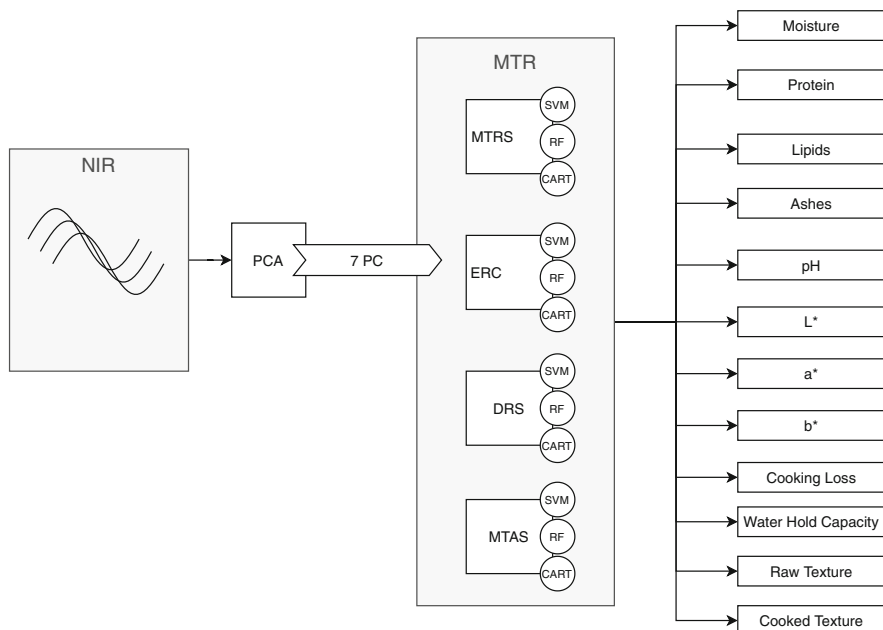 NIR
PCA
7 PC
MTR
MTRS
SVM
RF
CART
ERC
SVM
RF
CART
DRS
SVM
RF
CART
MTAS
SVM
RF
CART
Moisture
Protein
Lipids
Ashes
pH
L*
a*
b*
Cooking Loss
Water Hold Capacity
Raw Texture
Cooked Texture